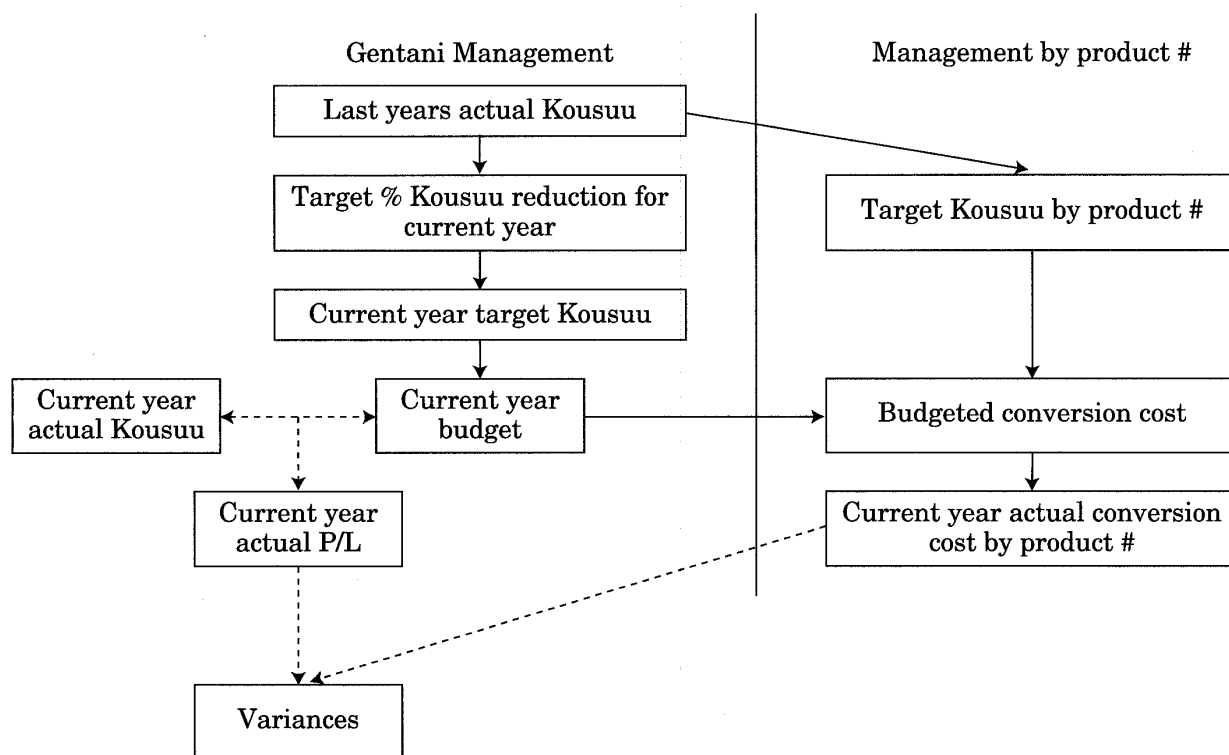 Gentani Management
Management by product #
Last years actual Kousuu
Target % Kousuu reduction for
current year
Target Kousuu by product #
Current year target Kousuu
Current year
actual Kousuu
Current year
budget
Budgeted conversion cost
Current year
actual P/L
Current year actual conversion
cost by product #
Variances